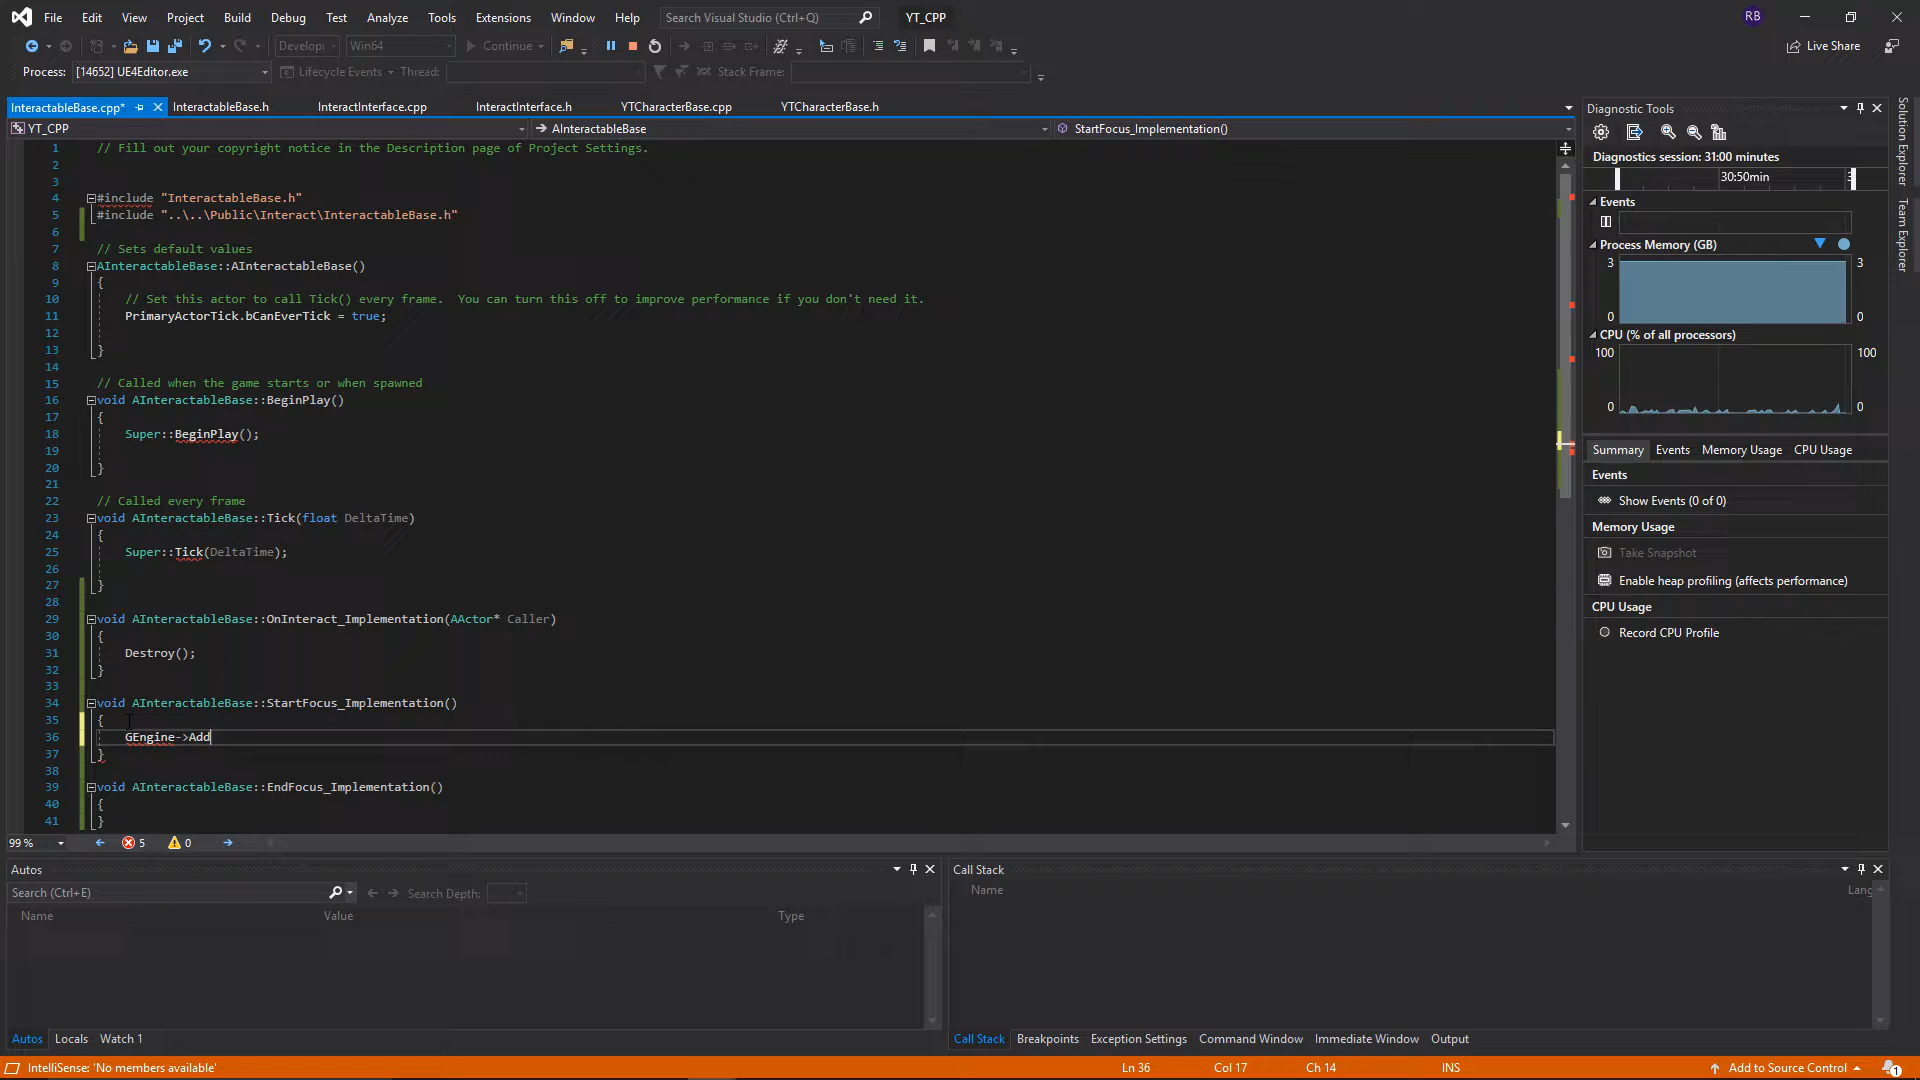 File Edit View Project Build Debug Test Analyze Tools Extensions Window Help Search Visual Studio (Ctrl+Q) YT_CPP RB
Develop Win64 Continue Live Share
Process: [14652] UE4Editor.exe Lifecycle Events Thread: Stack Frame:
InteractableBase.cpp* InteractableBase.h InteractInterface.cpp InteractInterface.h YTCharacterBase.cpp YTCharacterBase.h
YT_CPP AInteractableBase StartFocus_Implementation()
1 // Fill out your copyright notice in the Description page of Project Settings.
2
3
4 #include "InteractableBase.h"
5 #include "..\..\Public\Interact\InteractableBase.h"
6
7 // Sets default values
8 AInteractableBase::AInteractableBase()
9 {
10 // Set this actor to call Tick() every frame.  You can turn this off to improve performance if you don't need it.
11 PrimaryActorTick.bCanEverTick = true;
12
13 }
14
15 // Called when the game starts or when spawned
16 void AInteractableBase::BeginPlay()
17 {
18 Super::BeginPlay();
19
20 }
21
22 // Called every frame
23 void AInteractableBase::Tick(float DeltaTime)
24 {
25 Super::Tick(DeltaTime);
26
27 }
28
29 void AInteractableBase::OnInteract_Implementation(AActor* Caller)
30 {
31 Destroy();
32 }
33
34 void AInteractableBase::StartFocus_Implementation()
35 {
36 GEngine->Add
37 }
38
39 void AInteractableBase::EndFocus_Implementation()
40 {
41 }
99 % 5 0
Diagnostic Tools
Diagnostics session: 31:00 minutes
30:50min
Events
Process Memory (GB)
3 3
0 0
CPU (% of all processors)
100 100
0 0
Summary Events Memory Usage CPU Usage
Events
Show Events (0 of 0)
Memory Usage
Take Snapshot
Enable heap profiling (affects performance)
CPU Usage
Record CPU Profile
Solution Explorer
Team Explorer
Autos
Search (Ctrl+E) Search Depth:
Name Value Type
Autos Locals Watch 1
Call Stack
Name Lang
Call Stack Breakpoints Exception Settings Command Window Immediate Window Output
IntelliSense: 'No members available' Ln 36 Col 17 Ch 14 INS Add to Source Control 1